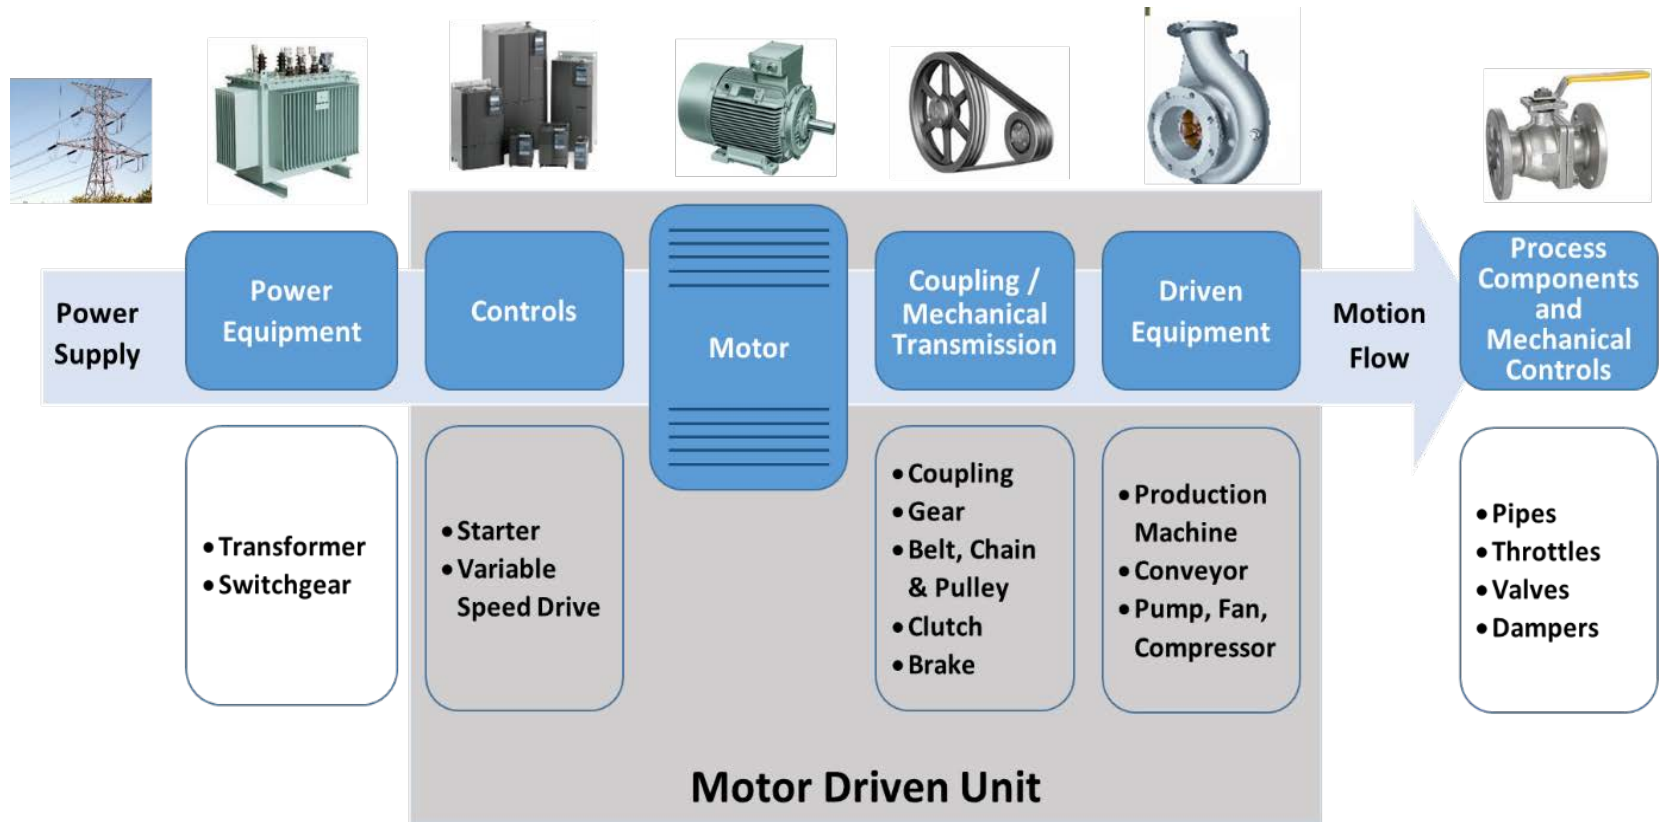 Power
Supply
Power
Equipment
Controls
Motor
Coupling /
Mechanical
Transmission
Driven
Equipment
Motion
Flow
Process
Components
and
Mechanical
Controls
• Transformer
• Switchgear
• Starter
• Variable
Speed Drive
• Coupling
• Gear
• Belt, Chain
& Pulley
• Clutch
• Brake
• Production
Machine
• Conveyor
• Pump, Fan,
Compressor
• Pipes
• Throttles
• Valves
• Dampers
Motor Driven Unit